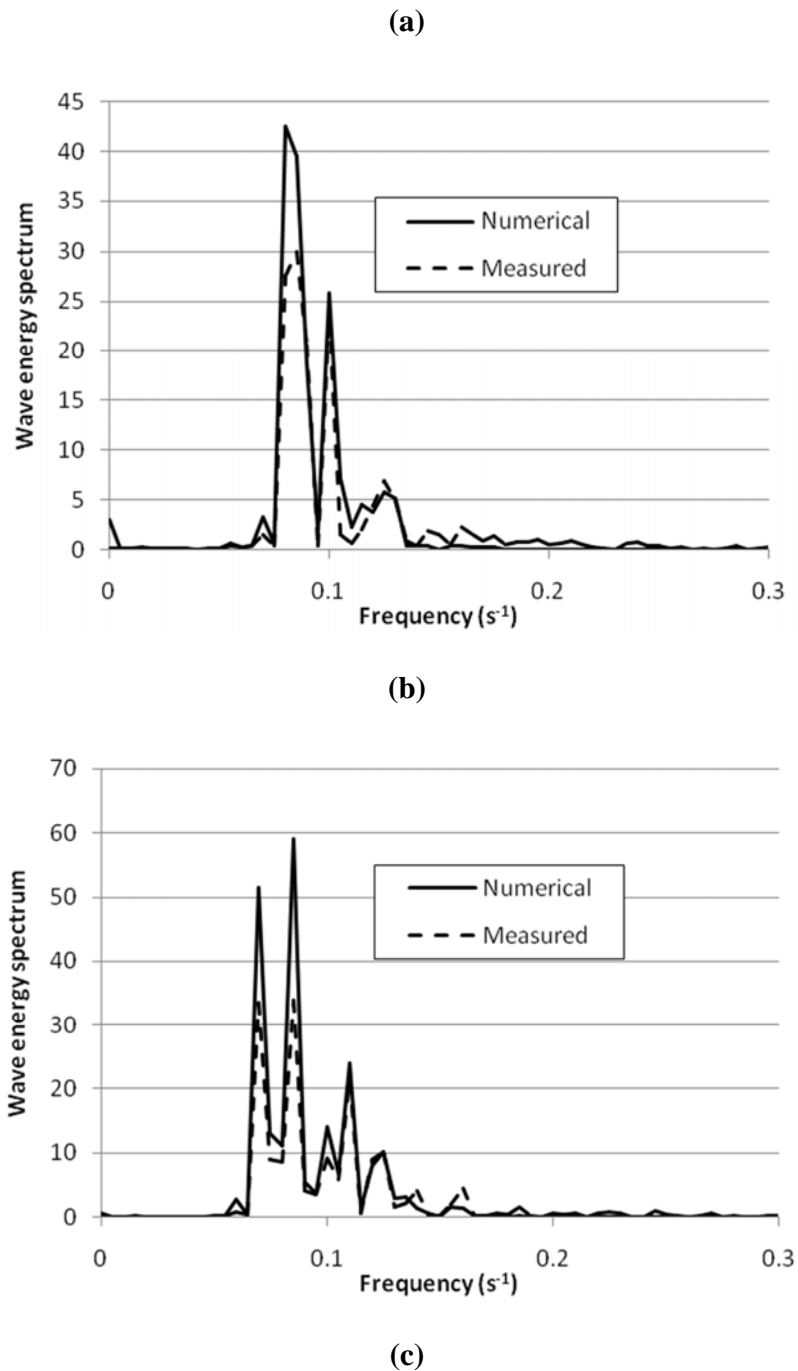 (a)
45
40
35
30
25
20
15
10
5
0
Wave energy spectrum
Numerical
Measured
0 0.1 0.2 0.3
Frequency (s⁻¹)
(b)
70
60
50
40
30
20
10
0
Wave energy spectrum
Numerical
Measured
0 0.1 0.2 0.3
Frequency (s⁻¹)
(c)